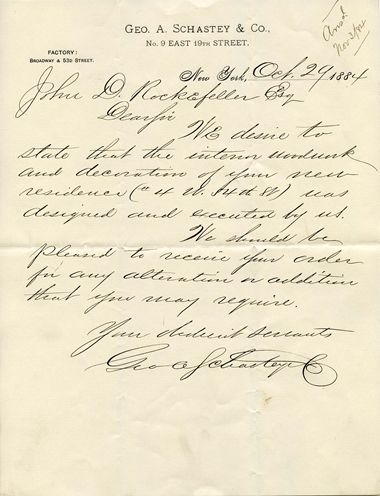 GEO. A. SCHASTEY & CO.,
No. 9 EAST 19TH STREET.
Ansd
Nov 3/84
FACTORY:
BROADWAY & 53D STREET.
New York, Oct. 29 1884
John D. Rockefeller Esq
Dear Sir
We desire to
state that the interior woodwork
and decoration of your new
residence (# 4 W. 54th St) was
designed and executed by us.
We should be
pleased to receive your order
for any alteration or addition
that you may require.
Your obedient servants
Geo A Schastey & Co